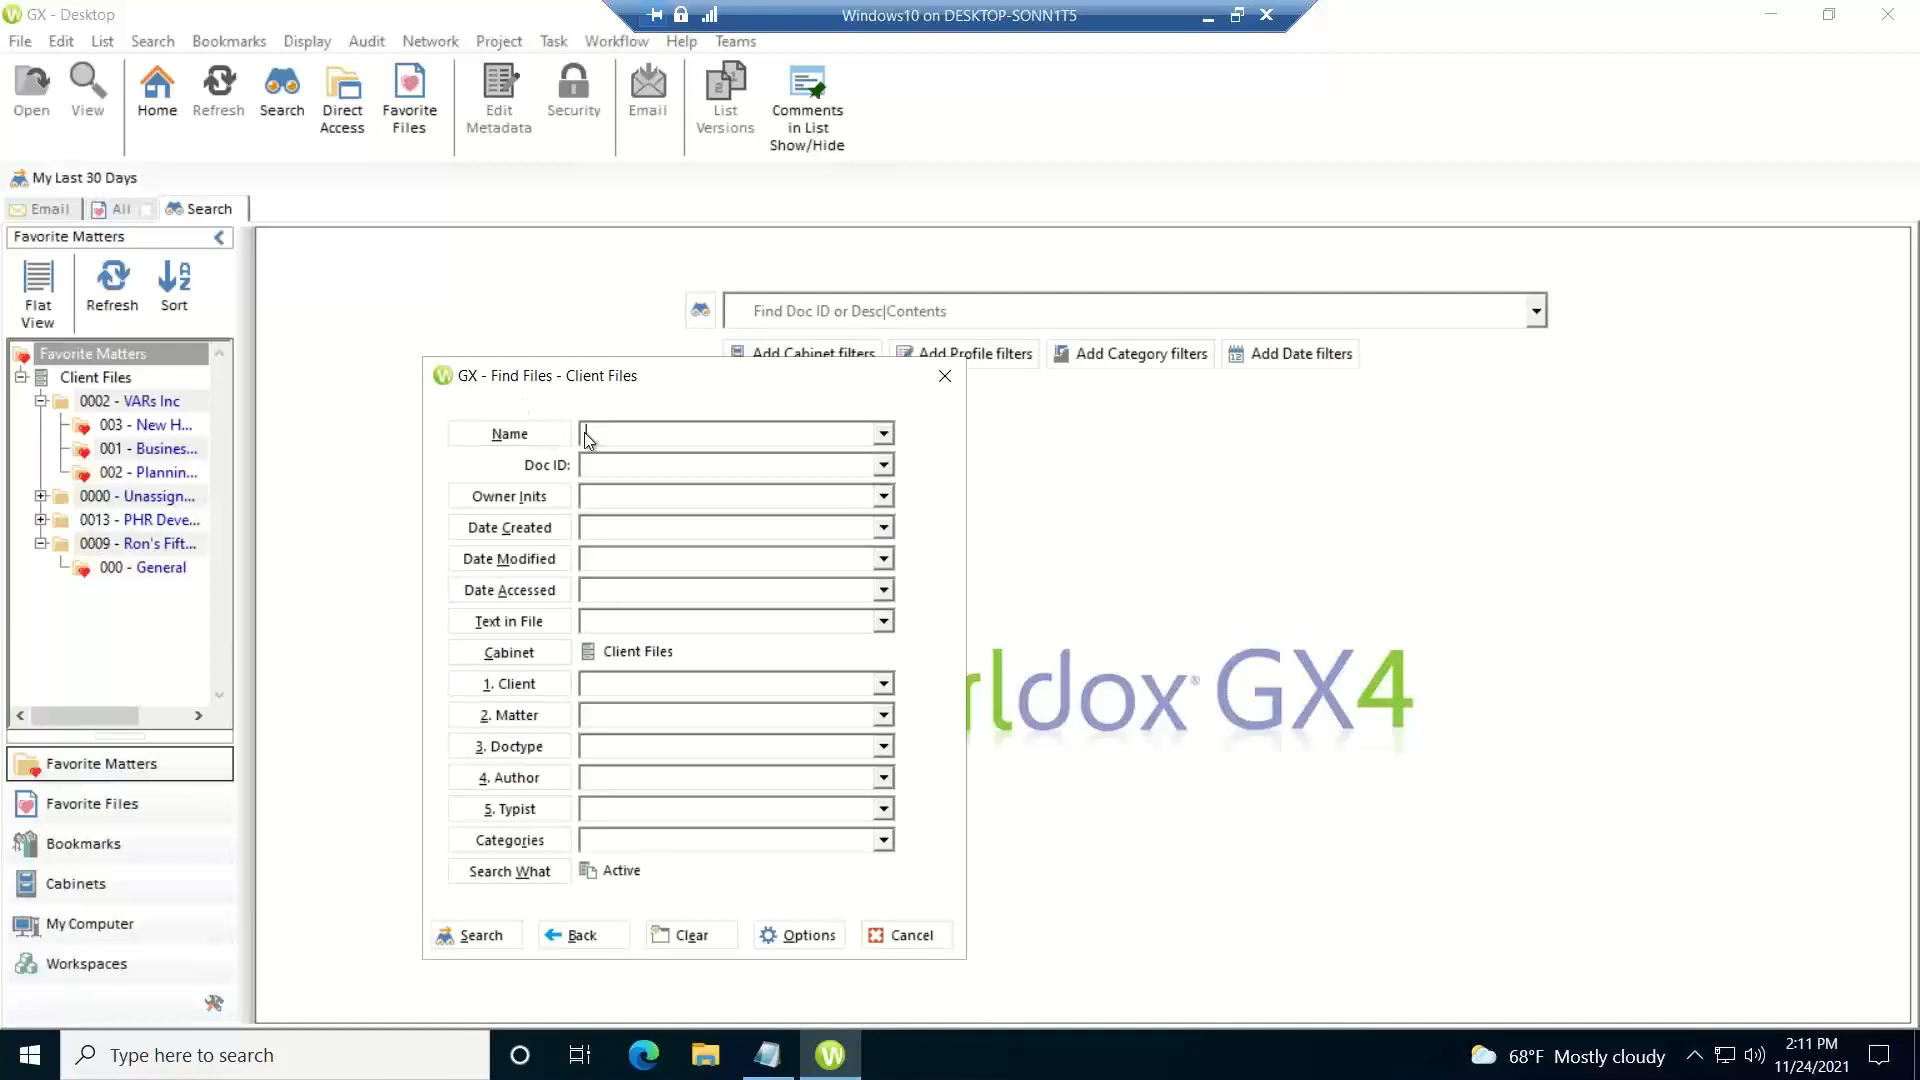 GX - Desktop
Windows10 on DESKTOP-SONN1T5
File Edit List Search Bookmarks Display Audit Network Project Task Workflow Help Teams
Open View Home Refresh Search Direct Access Favorite Files Edit Metadata Security Email List Versions Comments in List Show/Hide
My Last 30 Days
Email All Search
Favorite Matters
Flat View Refresh Sort
Find Doc ID or Desc|Contents
Add Cabinet filters Add Profile filters Add Category filters Add Date filters
Favorite Matters
Client Files
0002 - VARs Inc
003 - New H...
001 - Busines...
002 - Plannin...
0000 - Unassign...
0013 - PHR Deve...
0009 - Ron's Fift...
000 - General
Favorite Matters
Favorite Files
Bookmarks
Cabinets
My Computer
Workspaces
GX - Find Files - Client Files
Name
Doc ID:
Owner Inits
Date Created
Date Modified
Date Accessed
Text in File
Cabinet Client Files
1. Client
2. Matter
3. Doctype
4. Author
5. Typist
Categories
Search What Active
Search Back Clear Options Cancel
rldox® GX4
Type here to search
68°F Mostly cloudy
2:11 PM
11/24/2021